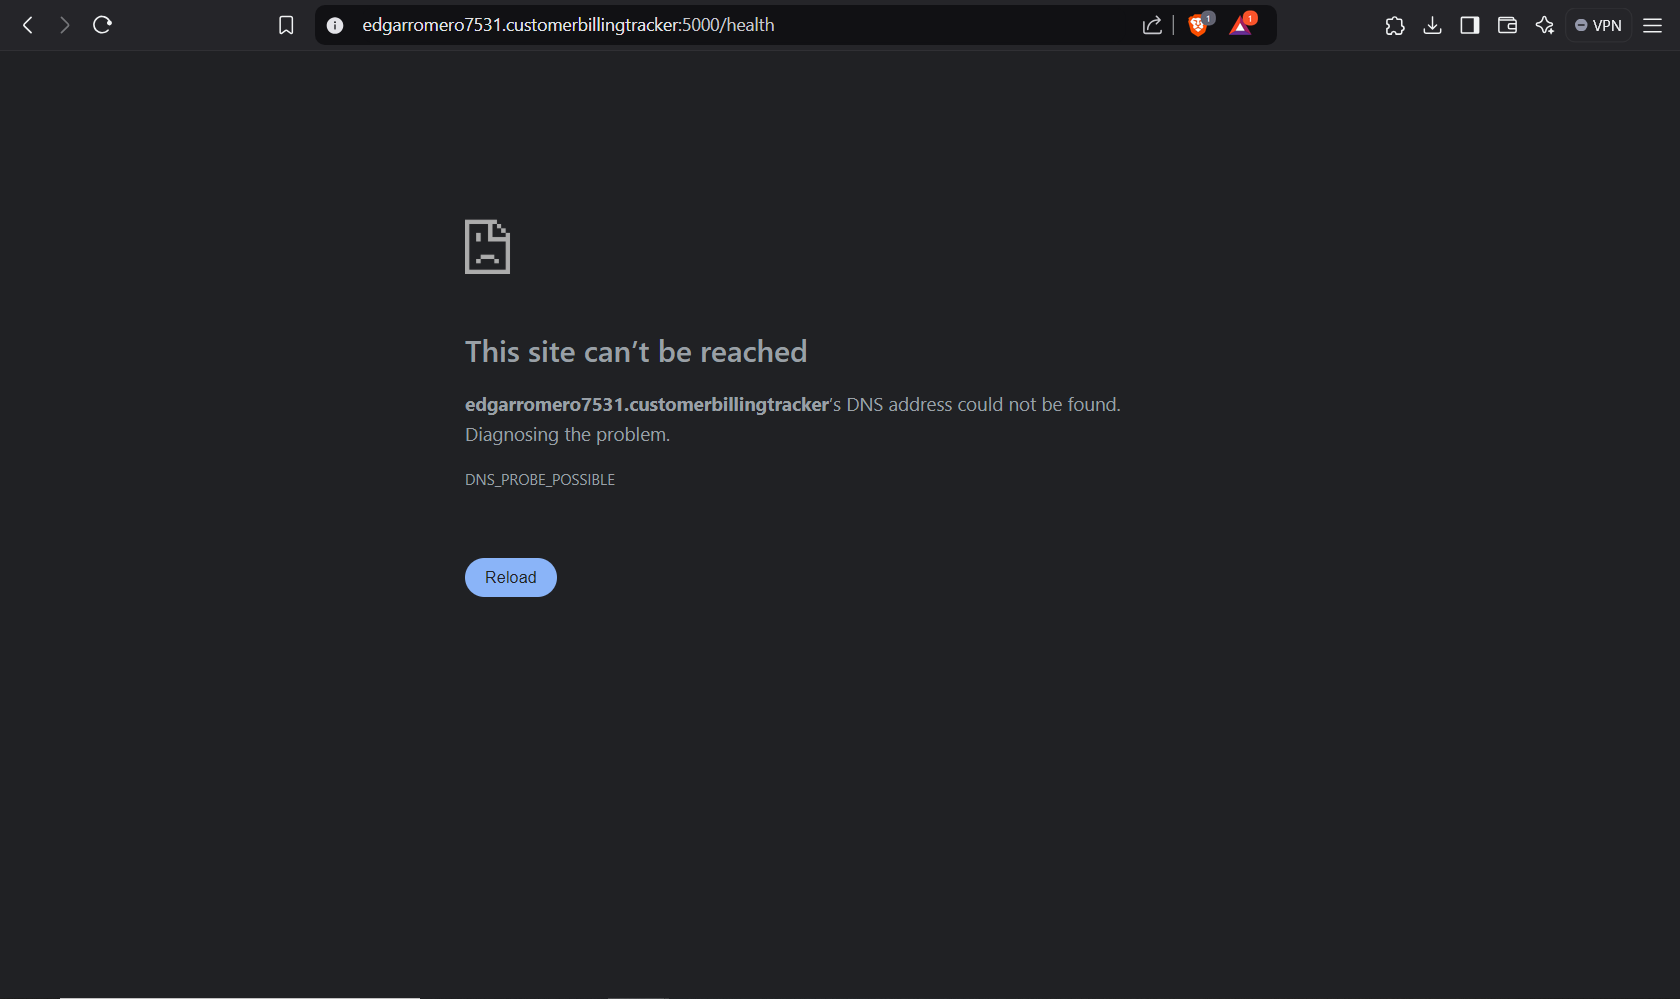 edgarromero7531.customerbillingtracker:5000/health
1
1
VPN
This site can’t be reached
edgarromero7531.customerbillingtracker’s DNS address could not be found.
Diagnosing the problem.
DNS_PROBE_POSSIBLE
Reload